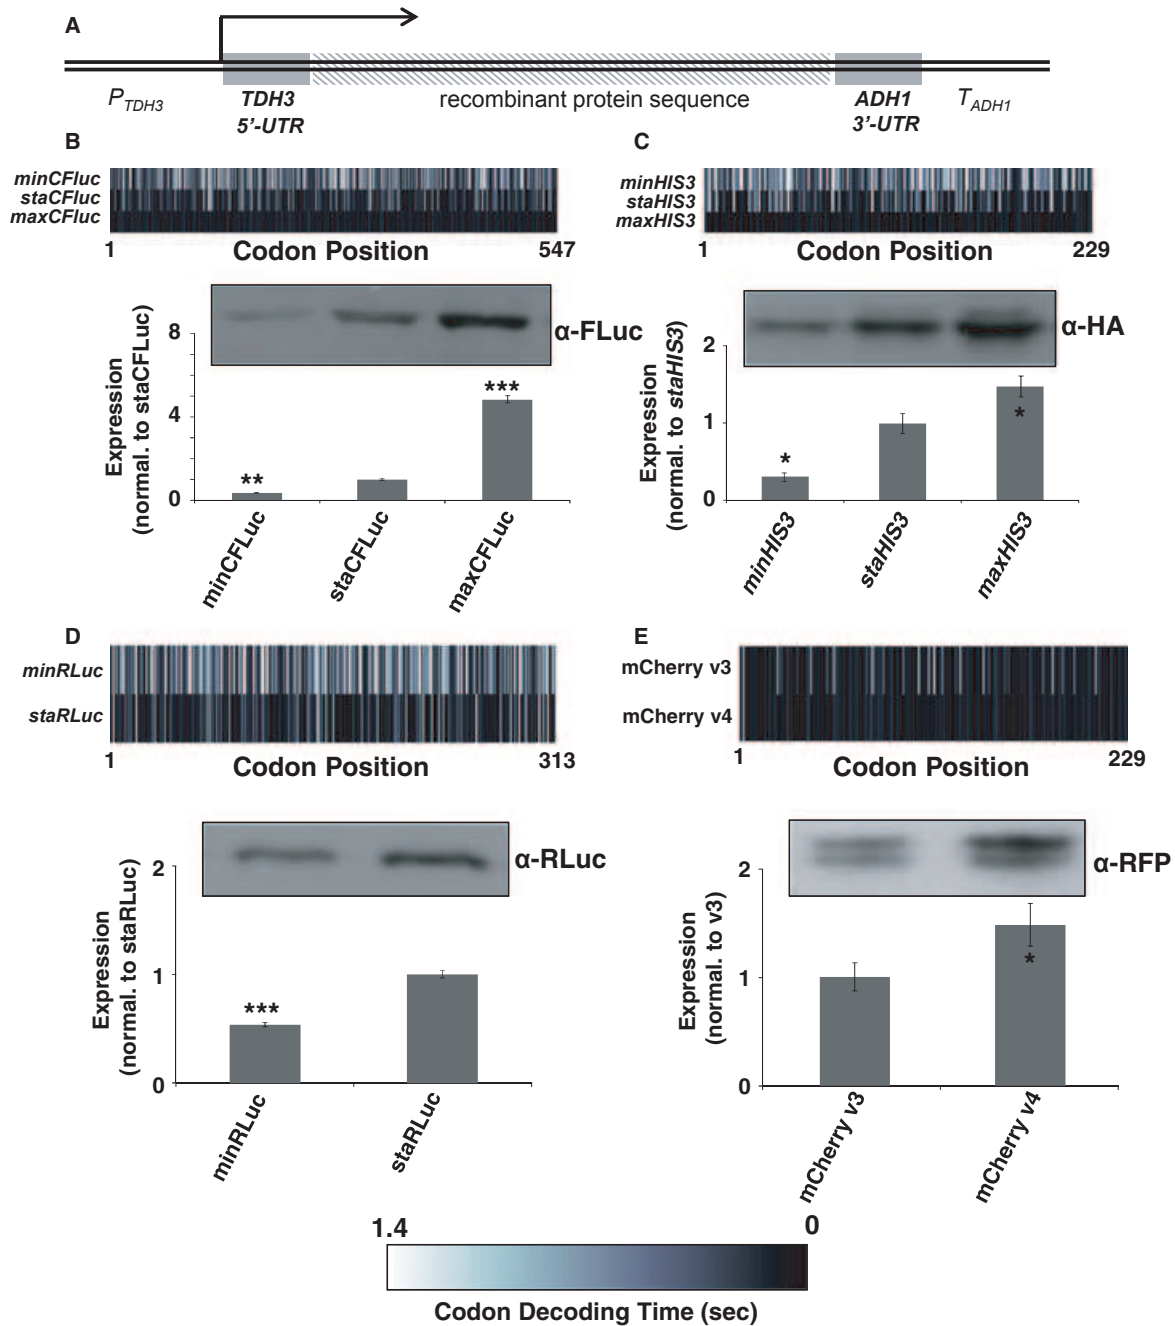 A
P_TDH3
TDH3
5'-UTR
recombinant protein sequence
ADH1
3'-UTR
T_ADH1
B
minCFluc
staCFluc
maxCFluc
1
Codon Position
547
α-FLuc
Expression
(normal. to staCFLuc)
8
4
0
**
***
minCFLuc
staCFLuc
maxCFLuc
C
minHIS3
staHIS3
maxHIS3
1
Codon Position
229
α-HA
Expression
(normal. to staHIS3)
2
1
0
*
*
minHIS3
staHIS3
maxHIS3
D
minRLuc
staRLuc
1
Codon Position
313
α-RLuc
Expression
(normal. to staRLuc)
2
1
0
***
minRLuc
staRLuc
E
mCherry v3
mCherry v4
1
Codon Position
229
α-RFP
Expression
(normal. to v3)
2
1
0
*
mCherry v3
mCherry v4
1.4
0
Codon Decoding Time (sec)